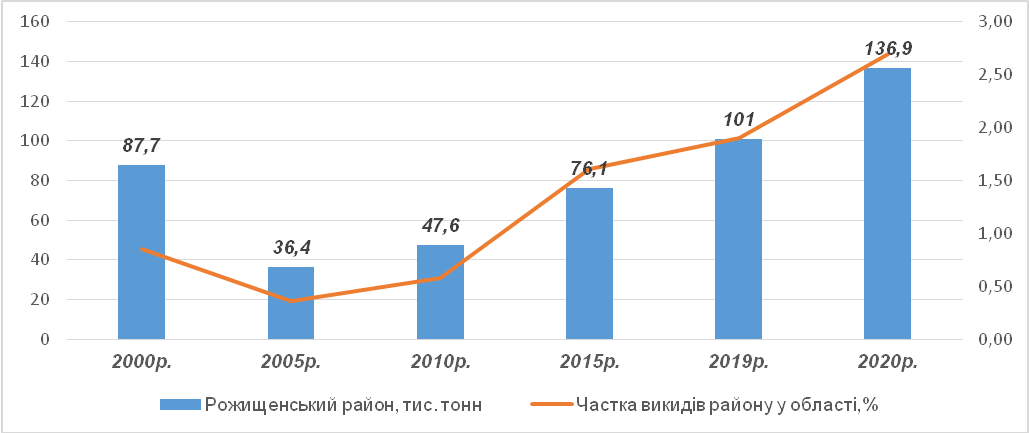 160
140
120
100
80
60
40
20
0
3,00
2,50
2,00
1,50
1,00
0,50
0,00
87,7
36,4
47,6
76,1
101
136,9
2000р.
2005р.
2010р.
2015р.
2019р.
2020р.
Рожищенський район, тис. тонн
Частка викидів району у області,%